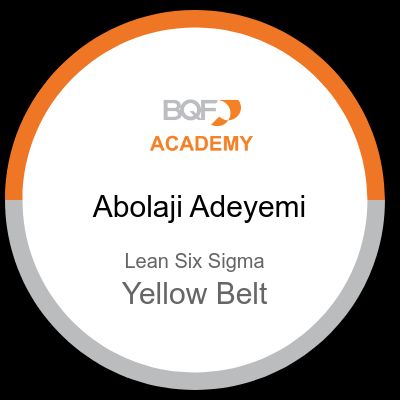 BQF
ACADEMY
Abolaji Adeyemi
Lean Six Sigma
Yellow Belt